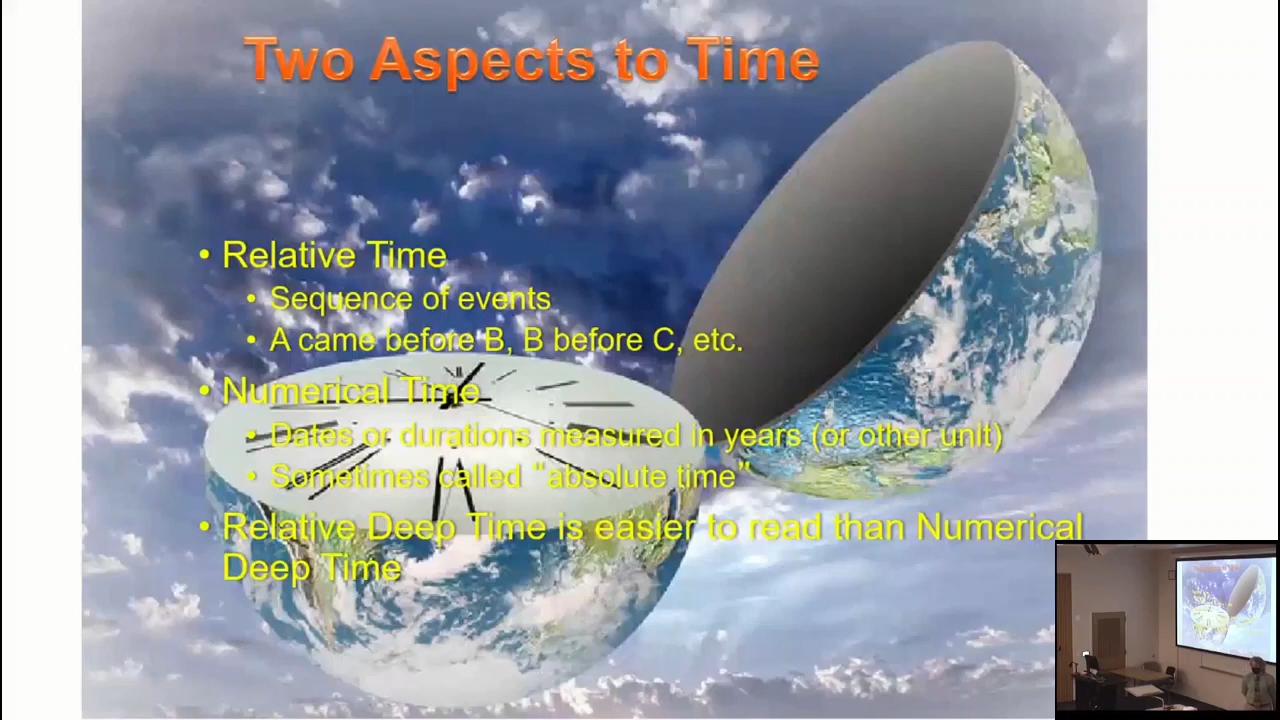 Two Aspects to Time
• Relative Time
• Sequence of events
• A came before B, B before C, etc.
• Numerical Time
• Dates or durations measured in years (or other unit)
• Sometimes called "absolute time"
• Relative Deep Time is easier to read than Numerical
Deep Time